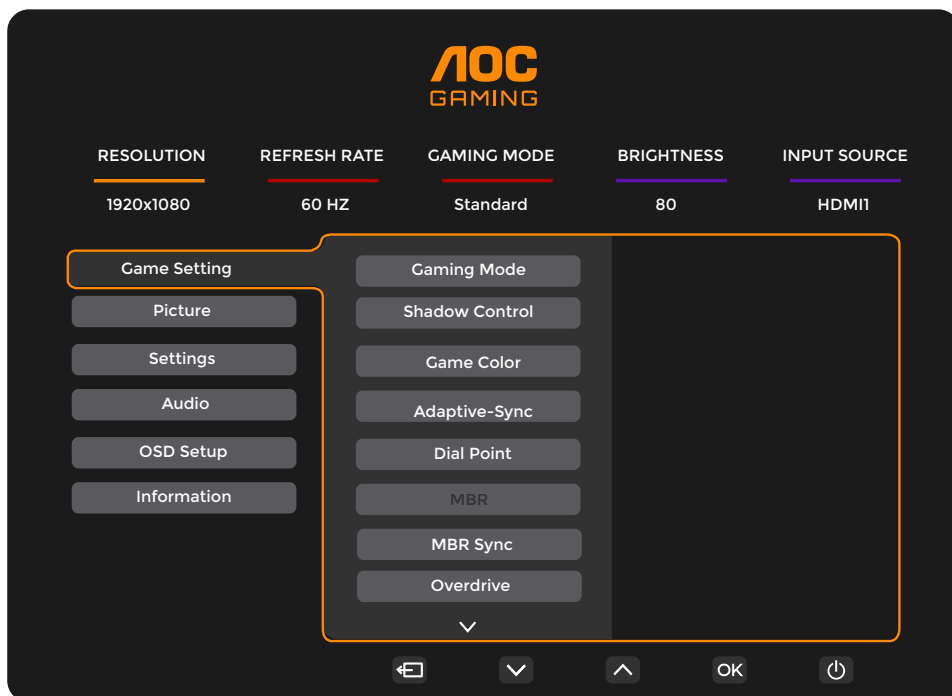 AOC
GAMING
RESOLUTION REFRESH RATE GAMING MODE BRIGHTNESS INPUT SOURCE
1920x1080 60 HZ Standard 80 HDMI1
Game Setting
Picture
Settings
Audio
OSD Setup
Information
Gaming Mode
Shadow Control
Game Color
Adaptive-Sync
Dial Point
MBR
MBR Sync
Overdrive
OK